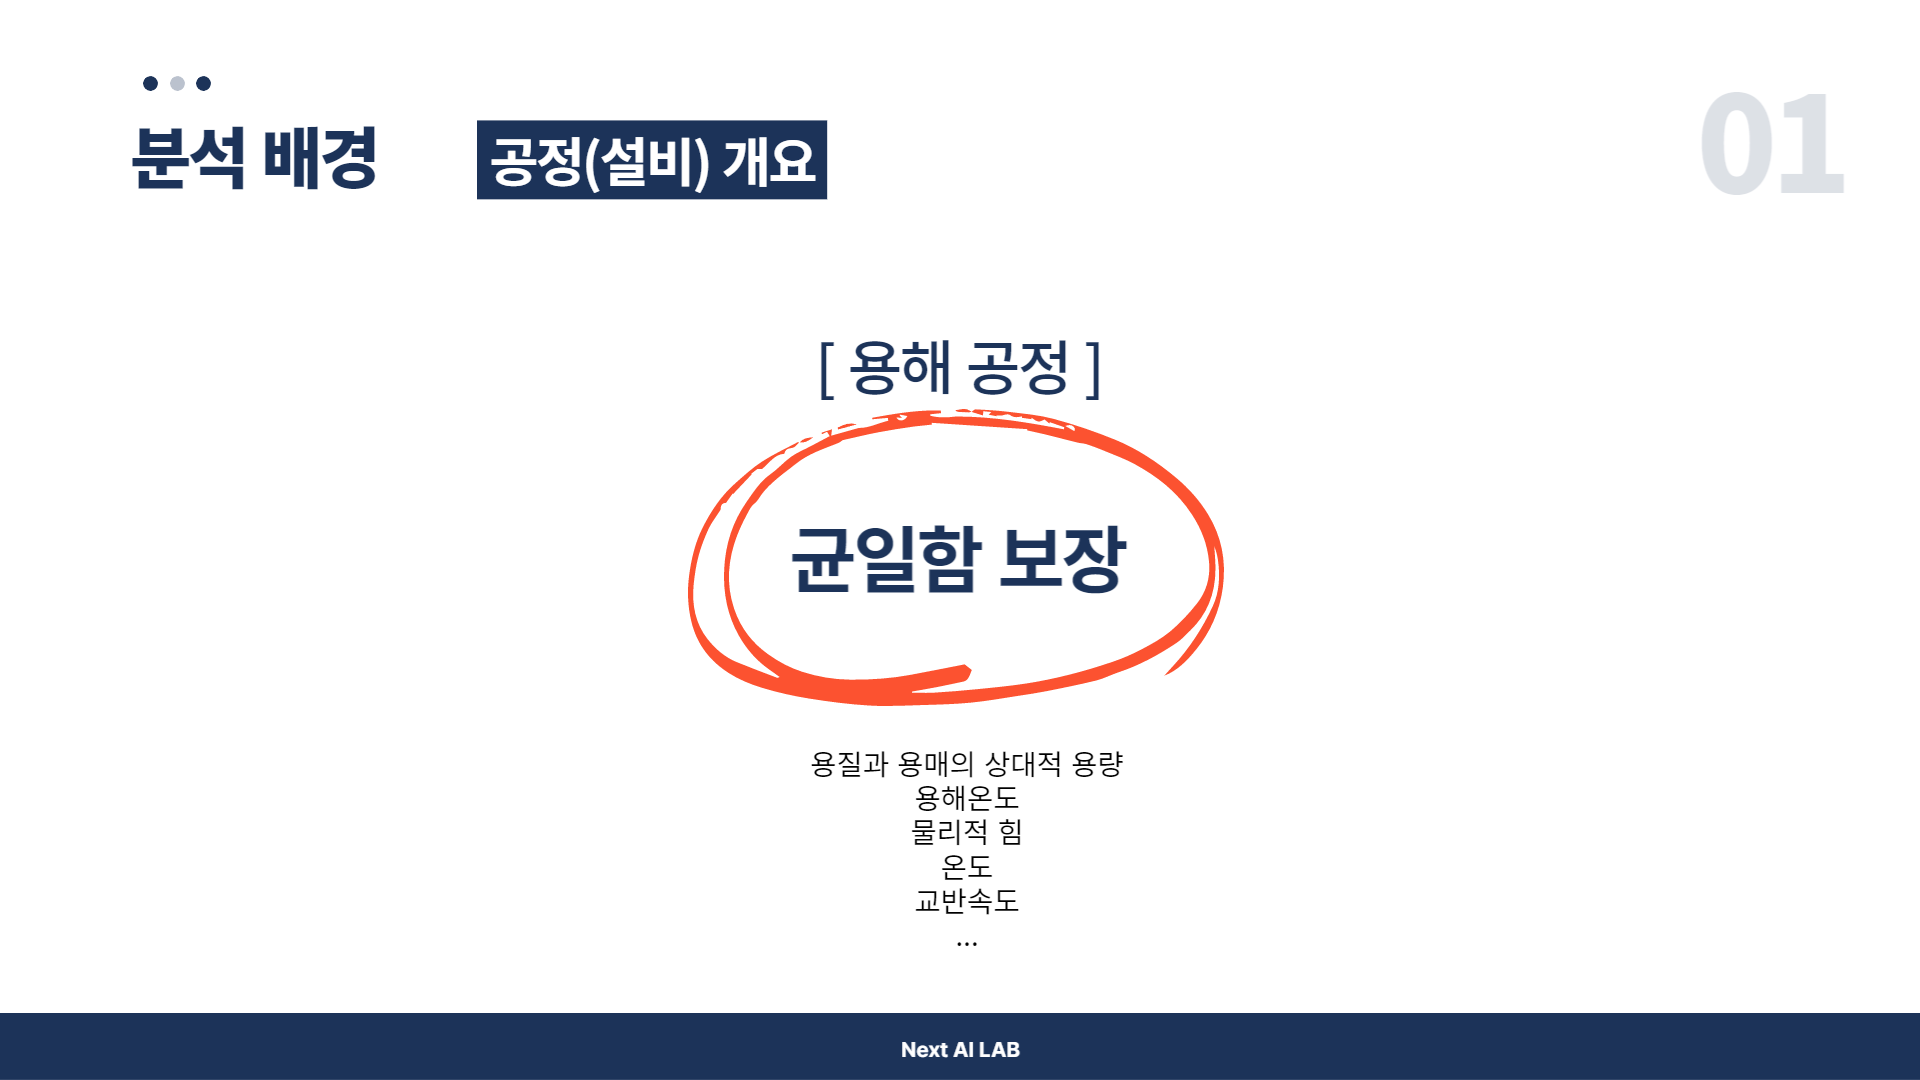 분석 배경
공정(설비) 개요
01
[ 용해 공정 ]
균일함 보장
용질과 용매의 상대적 용량
용해온도
물리적 힘
온도
교반속도
...
Next AI LAB